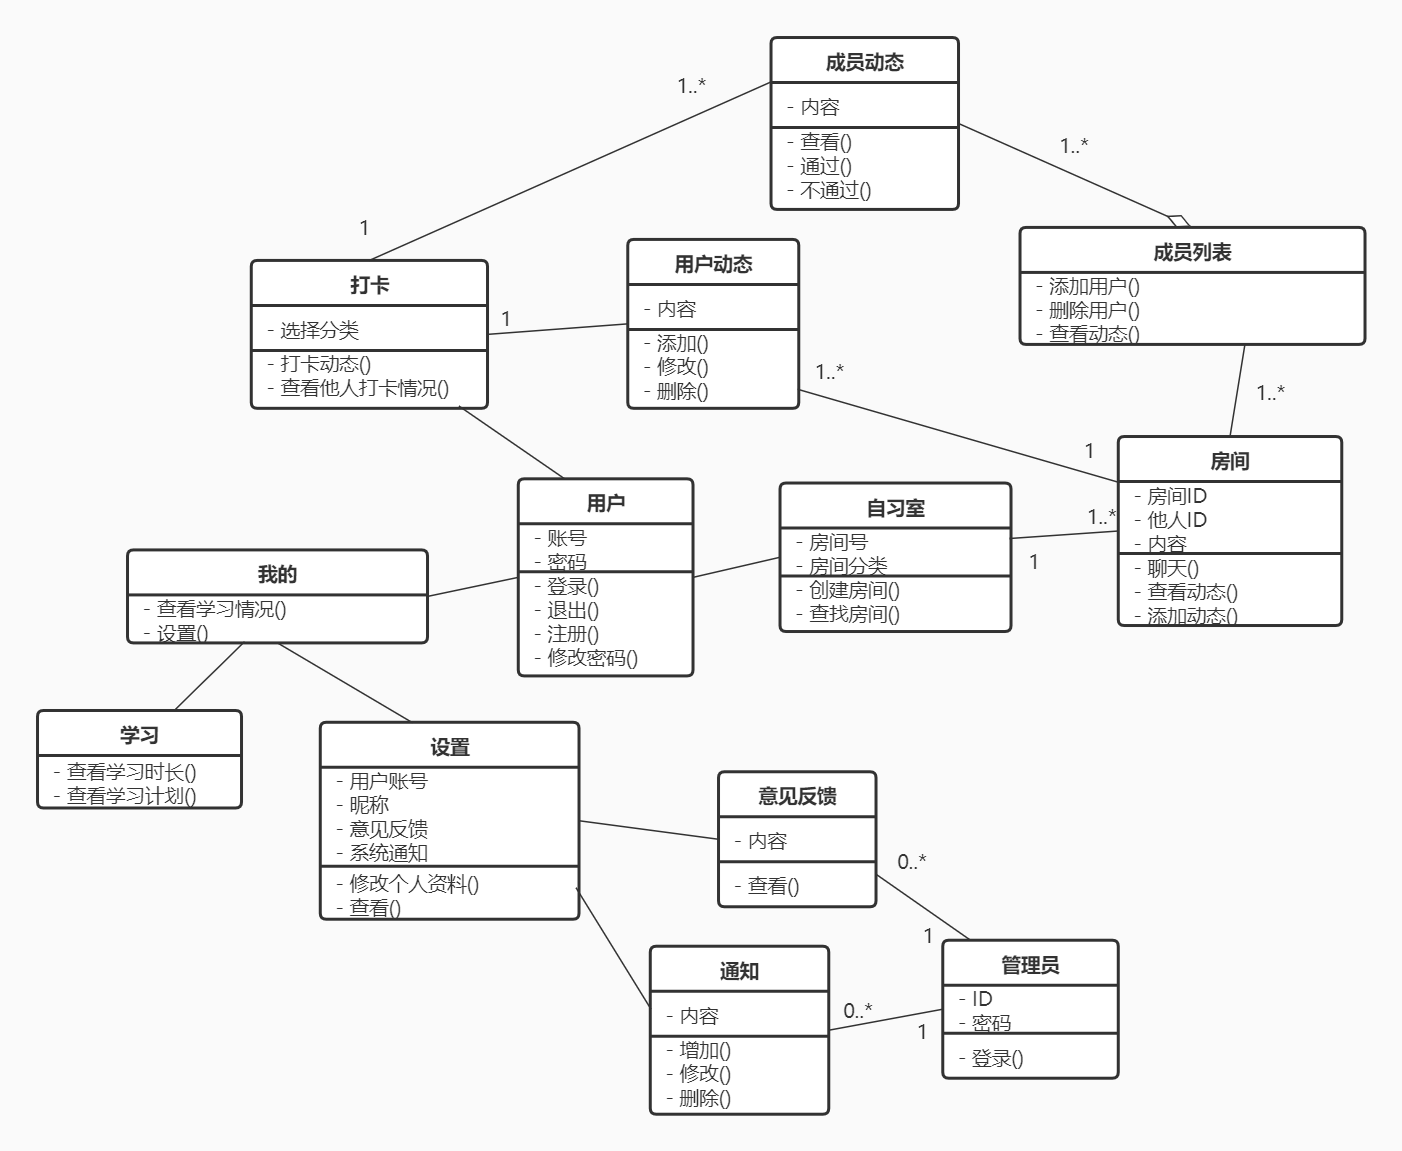 成员动态
- 内容
- 查看()
- 通过()
- 不通过()
1..*
1..*
1
成员列表
- 添加用户()
- 删除用户()
- 查看动态()
打卡
- 选择分类
- 打卡动态()
- 查看他人打卡情况()
1
用户动态
- 内容
- 添加()
- 修改()
- 删除()
1..*
1
1..*
房间
- 房间ID
- 他人ID
- 内容
- 聊天()
- 查看动态()
- 添加动态()
用户
- 账号
- 密码
- 登录()
- 退出()
- 注册()
- 修改密码()
自习室
- 房间号
- 房间分类
- 创建房间()
- 查找房间()
1..*
1
我的
- 查看学习情况()
- 设置()
学习
- 查看学习时长()
- 查看学习计划()
设置
- 用户账号
- 昵称
- 意见反馈
- 系统通知
- 修改个人资料()
- 查看()
意见反馈
- 内容
- 查看()
0..*
1
通知
- 内容
- 增加()
- 修改()
- 删除()
0..*
1
管理员
- ID
- 密码
- 登录()